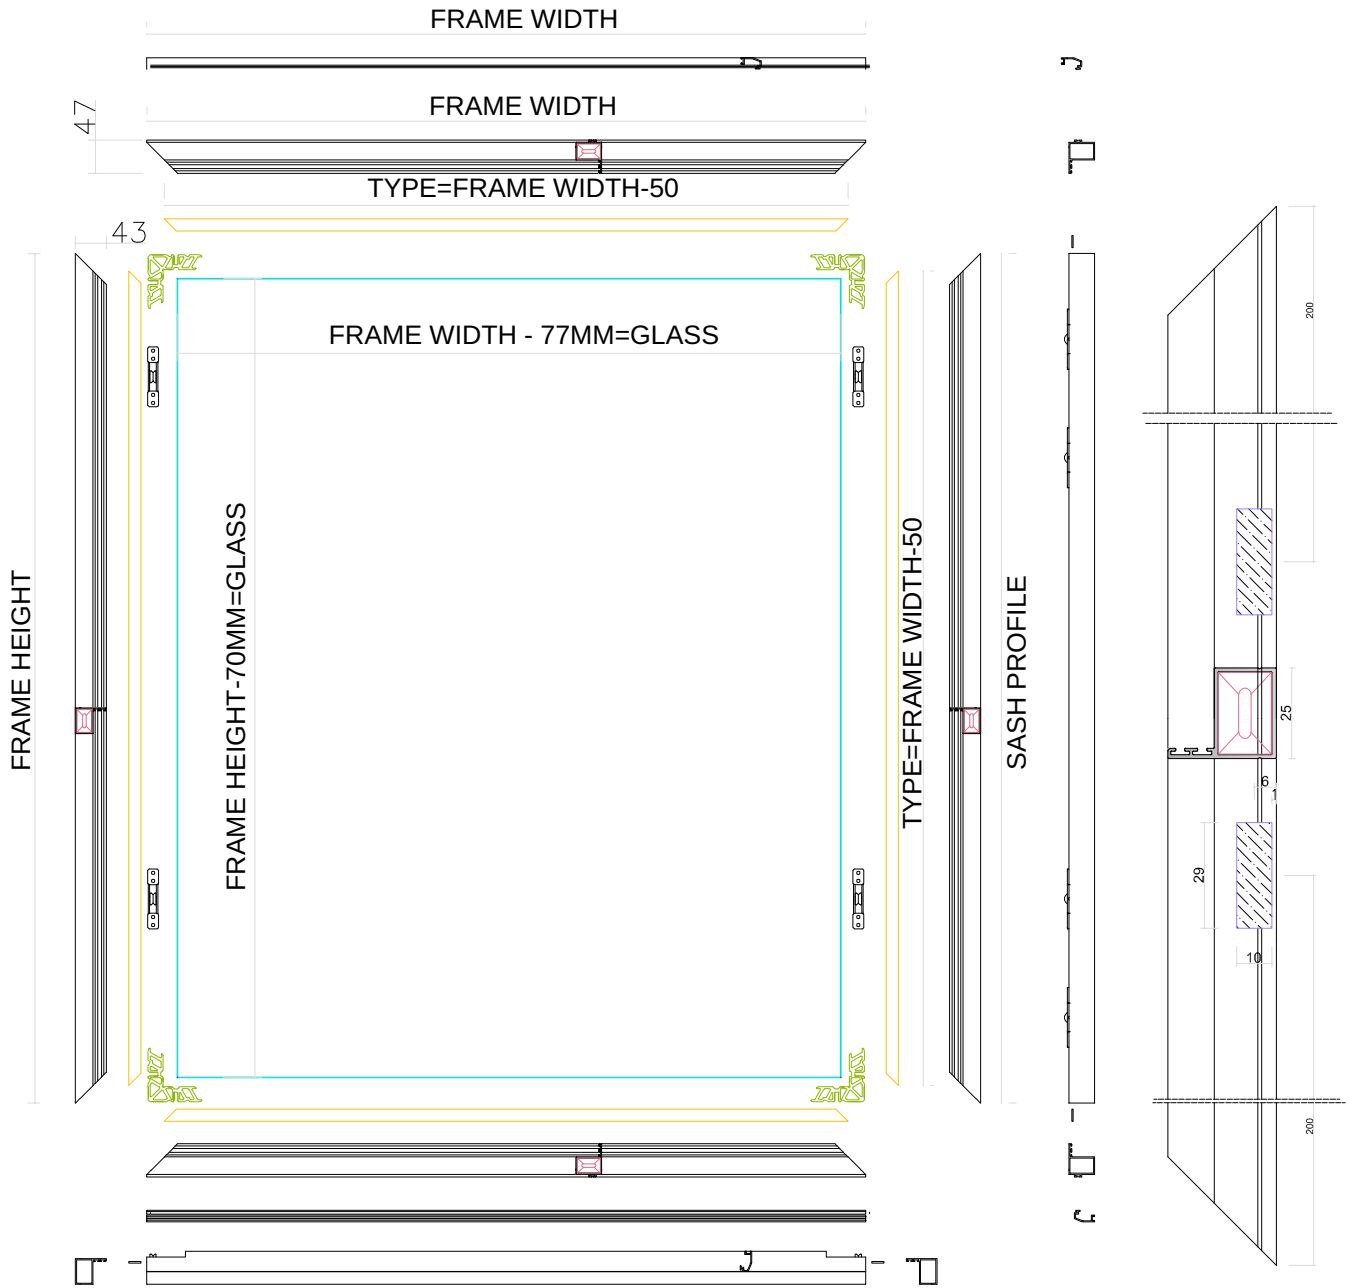 FRAME WIDTH
FRAME WIDTH
47
TYPE=FRAME WIDTH-50
43
FRAME WIDTH - 77MM=GLASS
FRAME HEIGHT
FRAME HEIGHT-70MM=GLASS
TYPE=FRAME WIDTH-50
SASH PROFILE
200
25
6
1
29
10
200